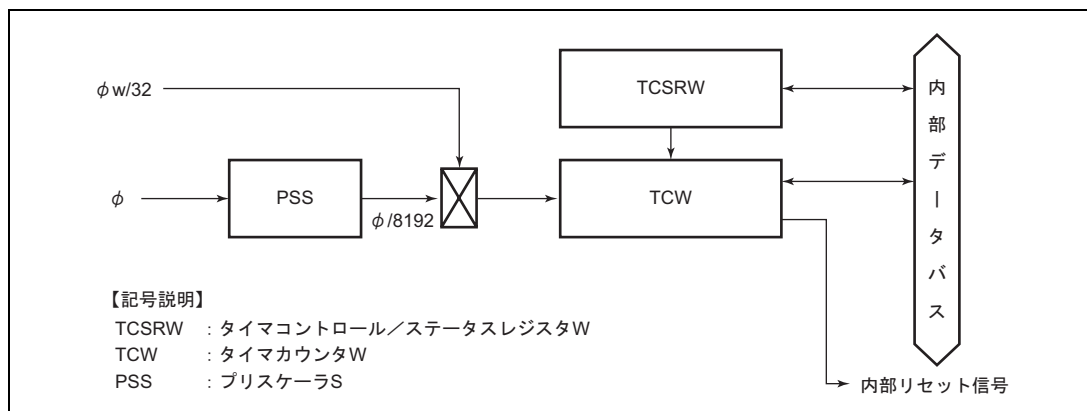 φw/32
TCSRW
φ
PSS
φ/8192
TCW
内部データバス
【記号説明】
TCSRW :タイマコントロール/ステータスレジスタW
TCW :タイマカウンタW
PSS :プリスケーラS
内部リセット信号